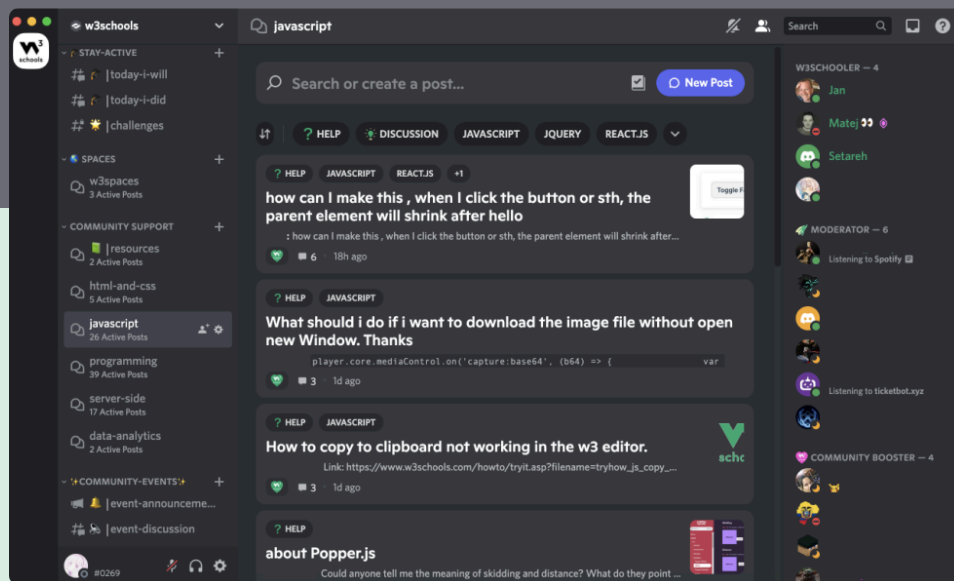 w3schools
javascript
Search
W³
schools
STAY-ACTIVE
|today-i-will
|today-i-did
|challenges
SPACES
w3spaces
3 Active Posts
COMMUNITY SUPPORT
|resources
2 Active Posts
html-and-css
5 Active Posts
javascript
26 Active Posts
programming
39 Active Posts
server-side
17 Active Posts
data-analytics
2 Active Posts
COMMUNITY-EVENTS
|event-announceme...
|event-discussion
#0269
Search or create a post...
New Post
HELP DISCUSSION JAVASCRIPT JQUERY REACT.JS
? HELP JAVASCRIPT REACT.JS +1
how can I make this , when I click the button or sth, the
parent element will shrink after hello
: how can I make this , when I click the button or sth, the parent element will shrink after...
6 · 18h ago
Toggle F
? HELP JAVASCRIPT
What should i do if i want to download the image file without open
new Window. Thanks
player.core.mediaControl.on('capture:base64', (b64) => { var
3 · 1d ago
? HELP JAVASCRIPT
How to copy to clipboard not working in the w3 editor.
Link: https://www.w3schools.com/howto/tryit.asp?filename=tryhow_js_copy_...
3 · 1d ago
scho
? HELP
about Popper.js
Could anyone tell me the meaning of skidding and distance? What do they point ...
W3SCHOOLER — 4
Jan
Matej
Setareh
MODERATOR — 6
Listening to Spotify
Listening to ticketbot.xyz
COMMUNITY BOOSTER — 4